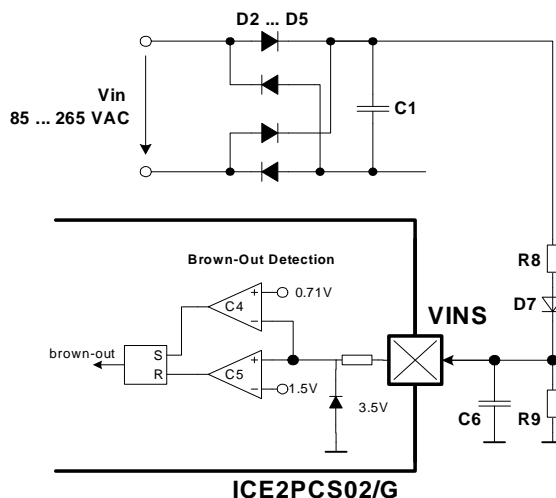 D2 ... D5
Vin
85 ... 265 VAC
C1
R8
Brown-Out Detection
D7
C4
+
−
0.71V
VINS
brown-out
S
R
C5
+
−
1.5V
3.5V
C6
R9
ICE2PCS02/G